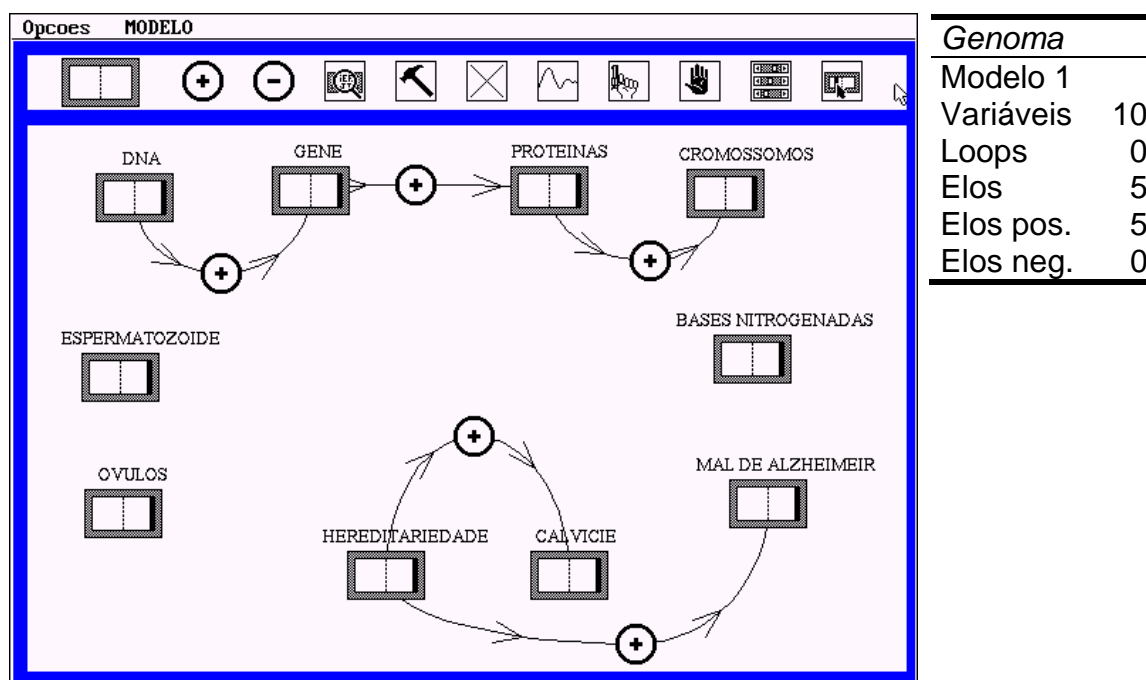 Opcoes MODELO
DNA
GENE
PROTEINAS
CROMOSSOMOS
ESPERMATOZOIDE
BASES NITROGENADAS
OVULOS
MAL DE ALZHEIMEIR
HEREDITARIEDADE
CALVICIE
Genoma
Modelo 1
Variáveis 10
Loops 0
Elos 5
Elos pos. 5
Elos neg. 0